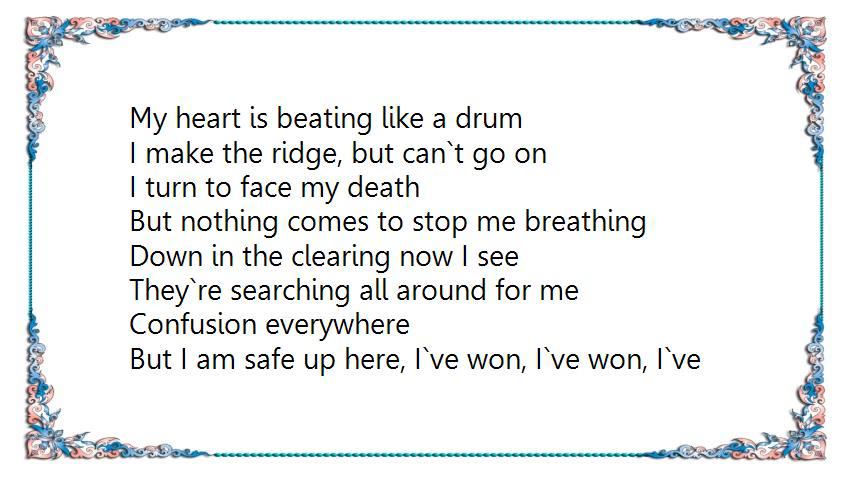 My heart is beating like a drum
I make the ridge, but can`t go on
I turn to face my death
But nothing comes to stop me breathing
Down in the clearing now I see
They`re searching all around for me
Confusion everywhere
But I am safe up here, I`ve won, I`ve won, I`ve